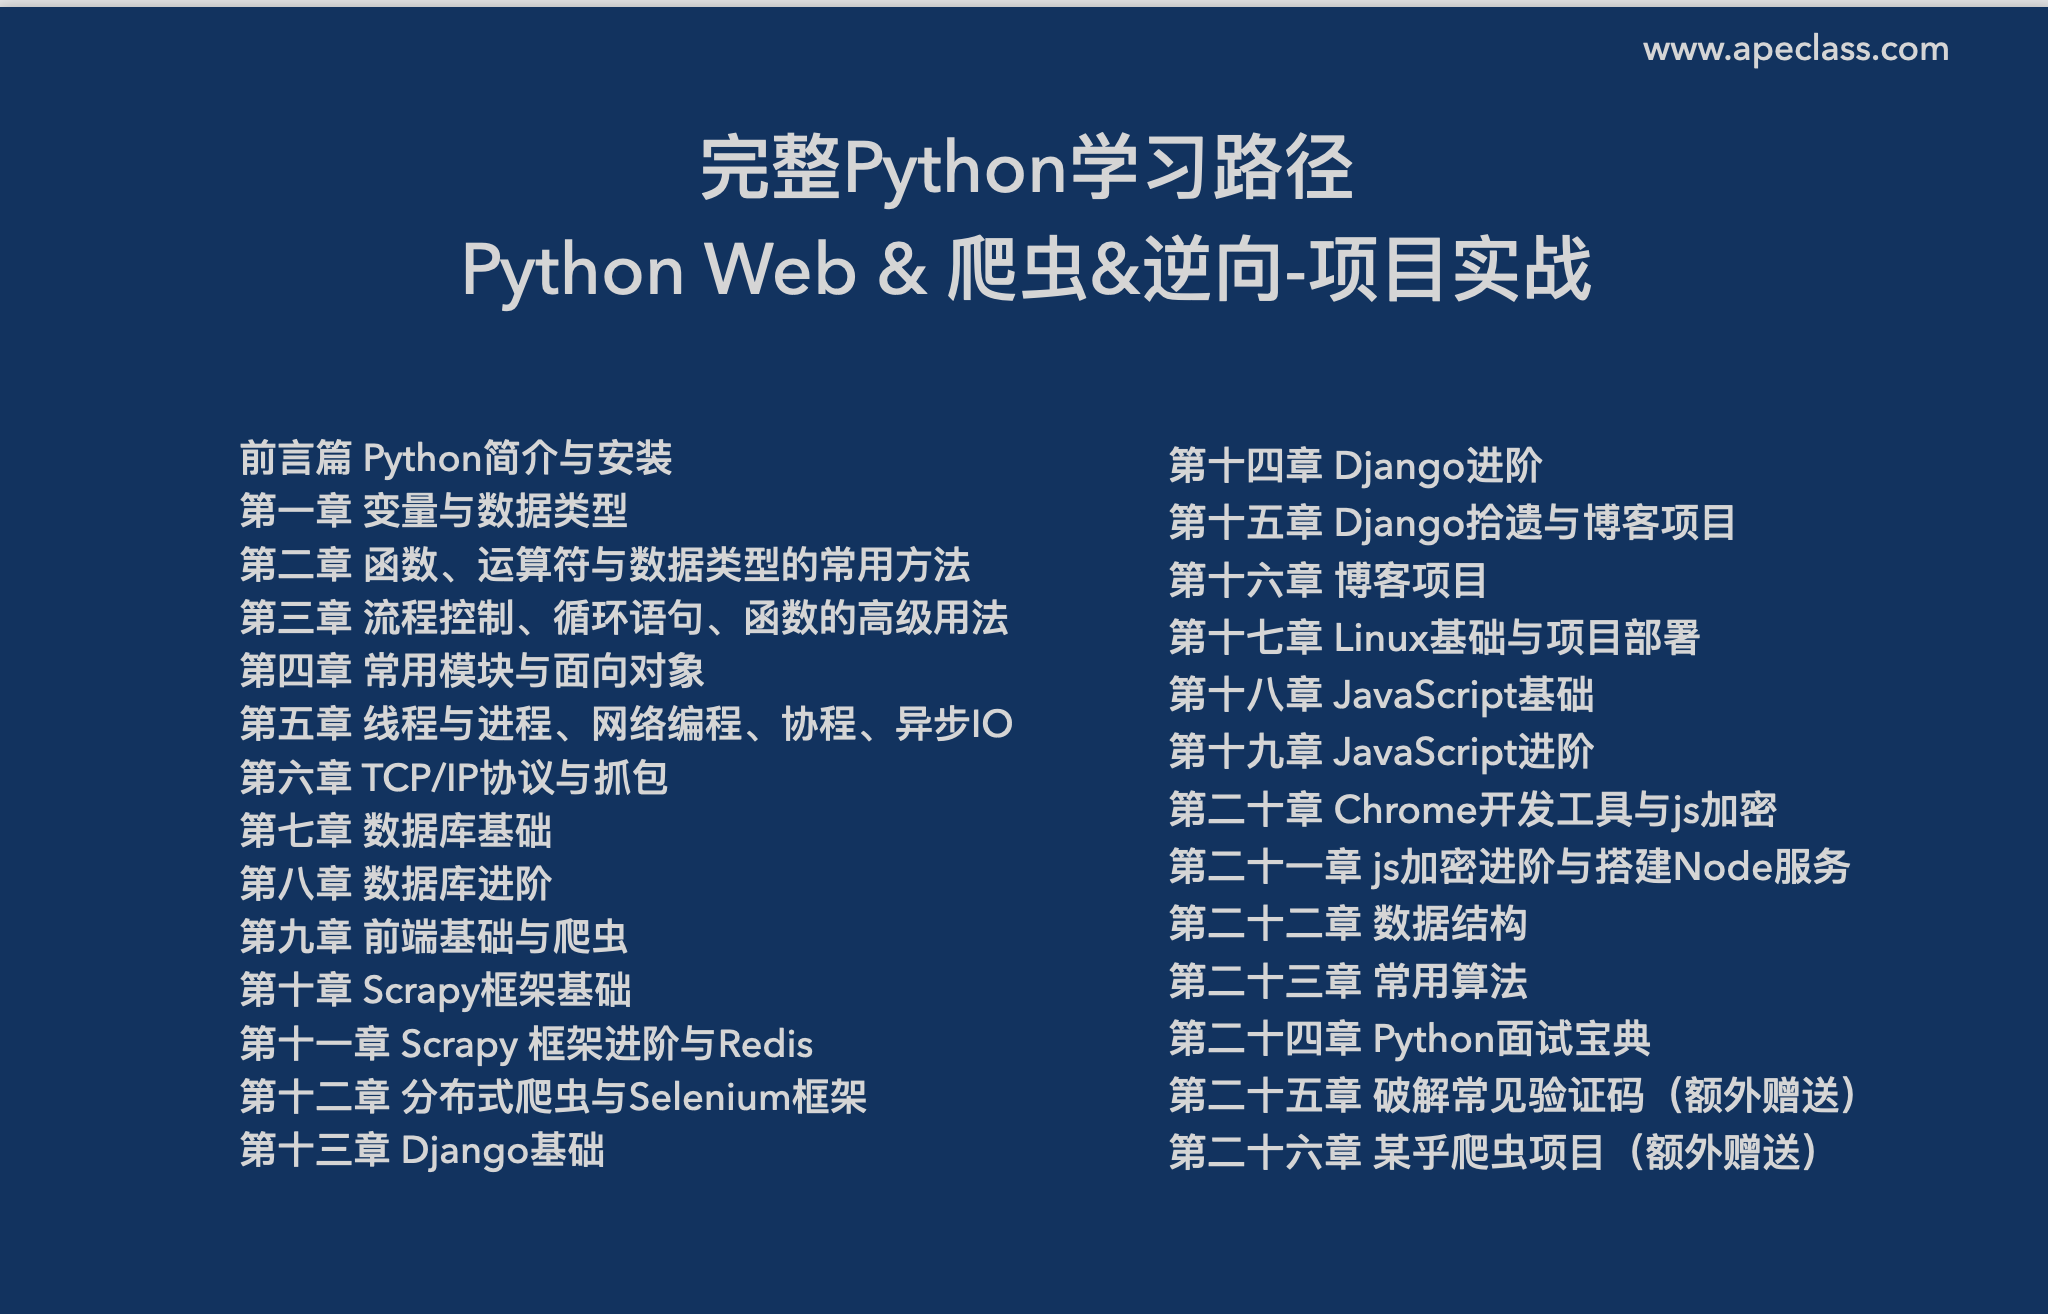 www.apeclass.com
完整Python学习路径
Python Web & 爬虫&逆向-项目实战
前言篇 Python简介与安装
第一章 变量与数据类型
第二章 函数、运算符与数据类型的常用方法
第三章 流程控制、循环语句、函数的高级用法
第四章 常用模块与面向对象
第五章 线程与进程、网络编程、协程、异步IO
第六章 TCP/IP协议与抓包
第七章 数据库基础
第八章 数据库进阶
第九章 前端基础与爬虫
第十章 Scrapy框架基础
第十一章 Scrapy 框架进阶与Redis
第十二章 分布式爬虫与Selenium框架
第十三章 Django基础
第十四章 Django进阶
第十五章 Django拾遗与博客项目
第十六章 博客项目
第十七章 Linux基础与项目部署
第十八章 JavaScript基础
第十九章 JavaScript进阶
第二十章 Chrome开发工具与js加密
第二十一章 js加密进阶与搭建Node服务
第二十二章 数据结构
第二十三章 常用算法
第二十四章 Python面试宝典
第二十五章 破解常见验证码（额外赠送）
第二十六章 某乎爬虫项目（额外赠送）